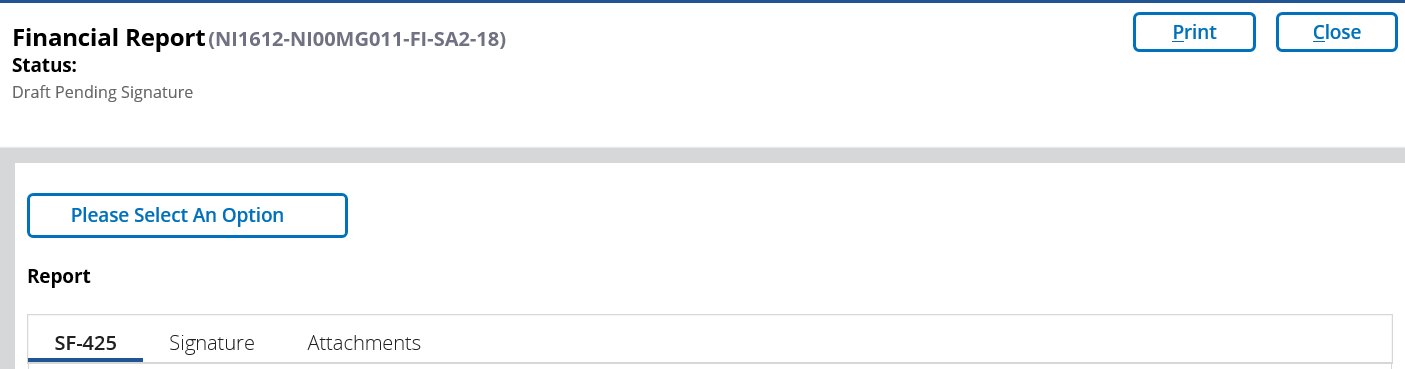 Financial Report (NI1612-NI00MG011-FI-SA2-18)
Print
Close
Status:
Draft Pending Signature
Please Select An Option
Report
SF-425
Signature
Attachments